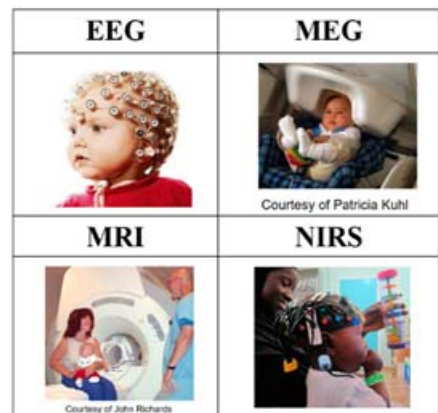 EEG
MEG
Courtesy of Patricia Kuhl
MRI
NIRS
Courtesy of John Richards